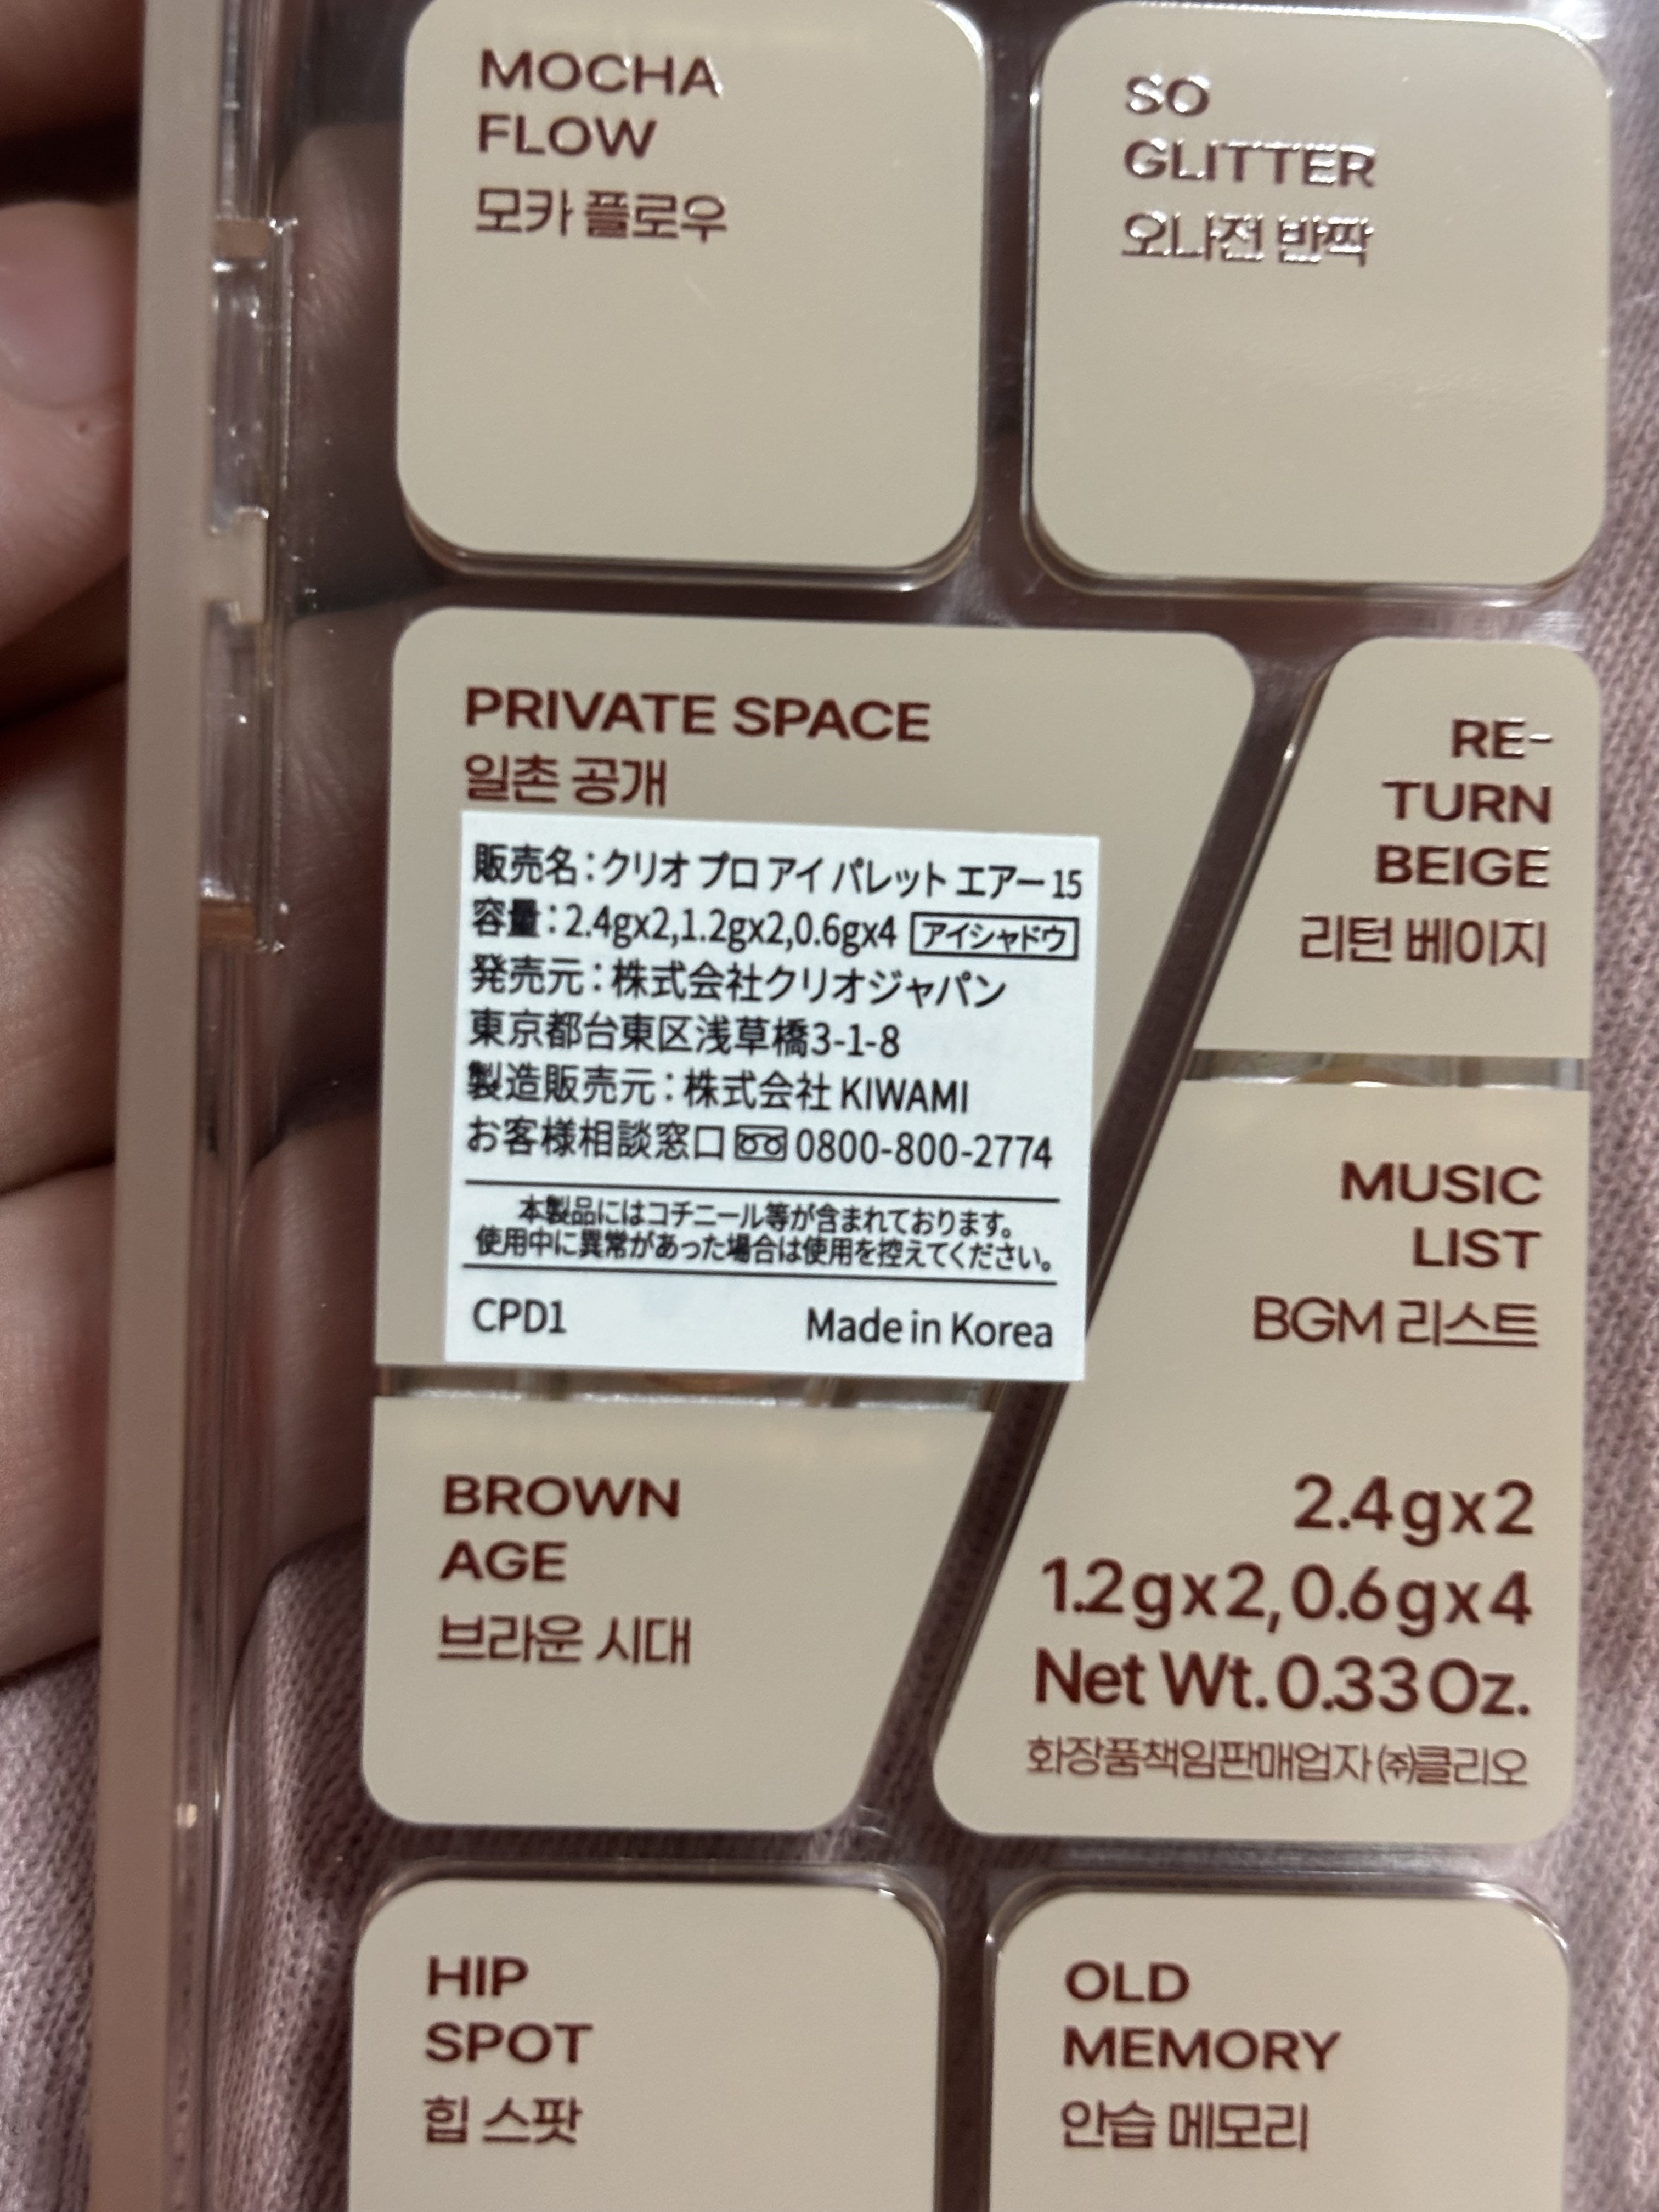 MOCHA
FLOW
모카 플로우
SO
GLITTER
오나전 반짝
PRIVATE SPACE
일촌 공개
販売名：クリオ プロ アイ パレット エアー 15
容量：2.4gx2,1.2gx2,0.6gx4 アイシャドウ
発売元：株式会社クリオジャパン
東京都台東区浅草橋3-1-8
製造販売元：株式会社 KIWAMI
お客様相談窓口 0800-800-2774
本製品にはコチニール等が含まれております。
使用中に異常があった場合は使用を控えてください。
CPD1 Made in Korea
RE-
TURN
BEIGE
리턴 베이지
MUSIC
LIST
BGM 리스트
2.4gx2
1.2gx2, 0.6gx4
Net Wt. 0.33 Oz.
화장품책임판매업자 ㈜클리오
BROWN
AGE
브라운 시대
HIP
SPOT
힙 스팟
OLD
MEMORY
안습 메모리